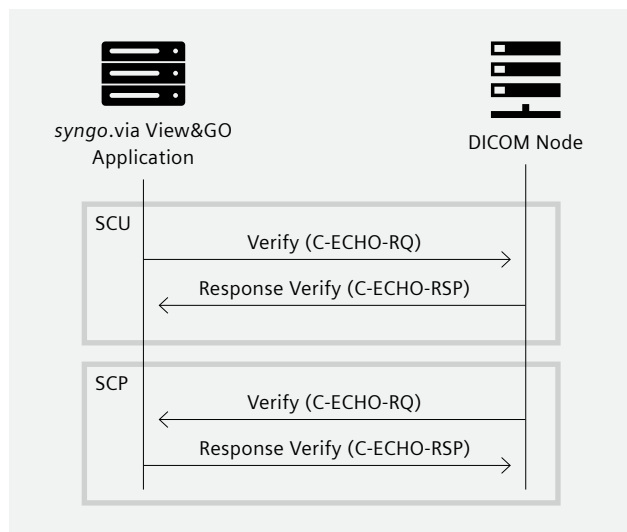 syngo.via View&GO
Application
DICOM Node
SCU
Verify (C-ECHO-RQ)
Response Verify (C-ECHO-RSP)
SCP
Verify (C-ECHO-RQ)
Response Verify (C-ECHO-RSP)